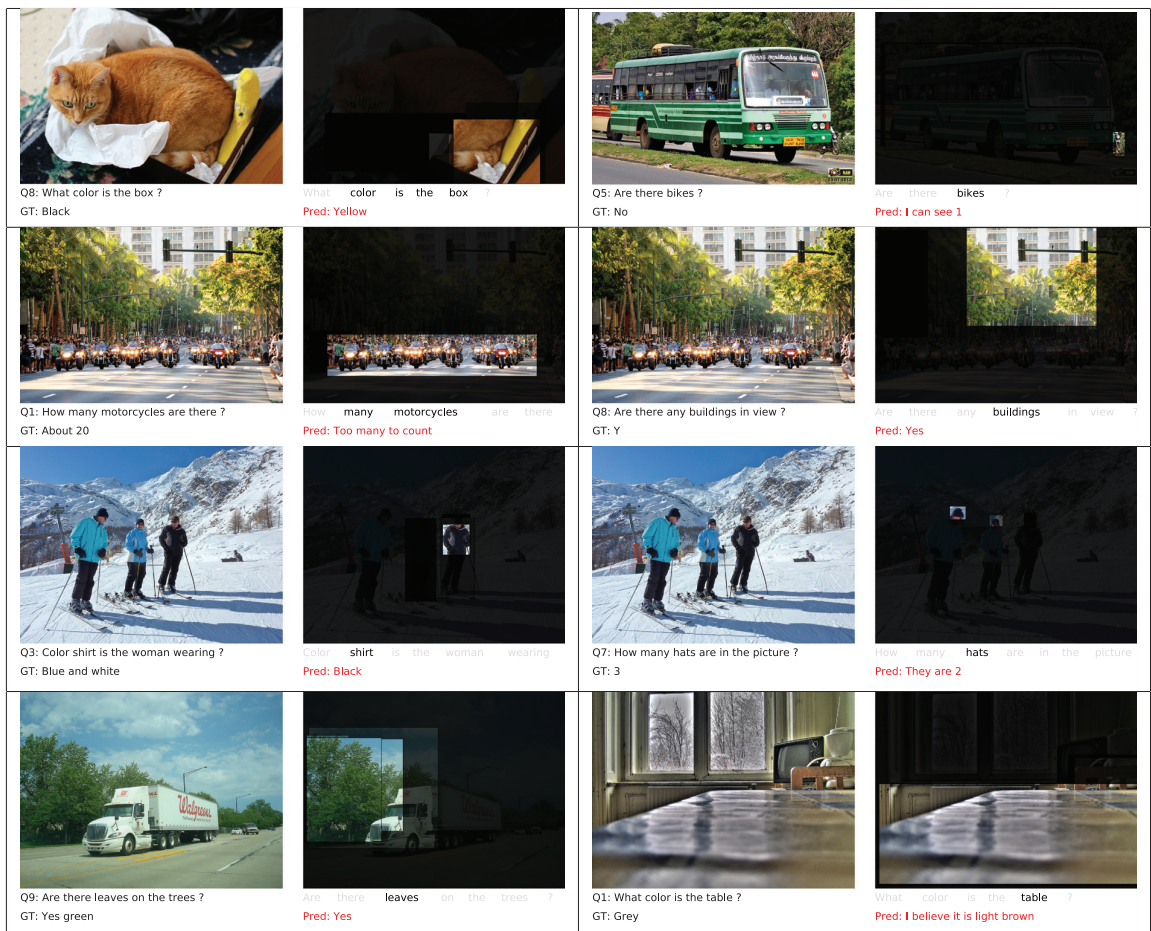 Q8: What color is the box ?
GT: Black
What color is the box ?
Pred: Yellow
Q5: Are there bikes ?
GT: No
Are there bikes ?
Pred: I can see 1
Q1: How many motorcycles are there ?
GT: About 20
How many motorcycles are there
Pred: Too many to count
Q8: Are there any buildings in view ?
GT: Y
Are there any buildings in view ?
Pred: Yes
Q3: Color shirt is the woman wearing ?
GT: Blue and white
Color shirt is the woman wearing
Pred: Black
Q7: How many hats are in the picture ?
GT: 3
How many hats are in the picture
Pred: They are 2
Walgreens
Q9: Are there leaves on the trees ?
GT: Yes green
Are there leaves on the trees ?
Pred: Yes
Q1: What color is the table ?
GT: Grey
What color is the table ?
Pred: I believe it is light brown